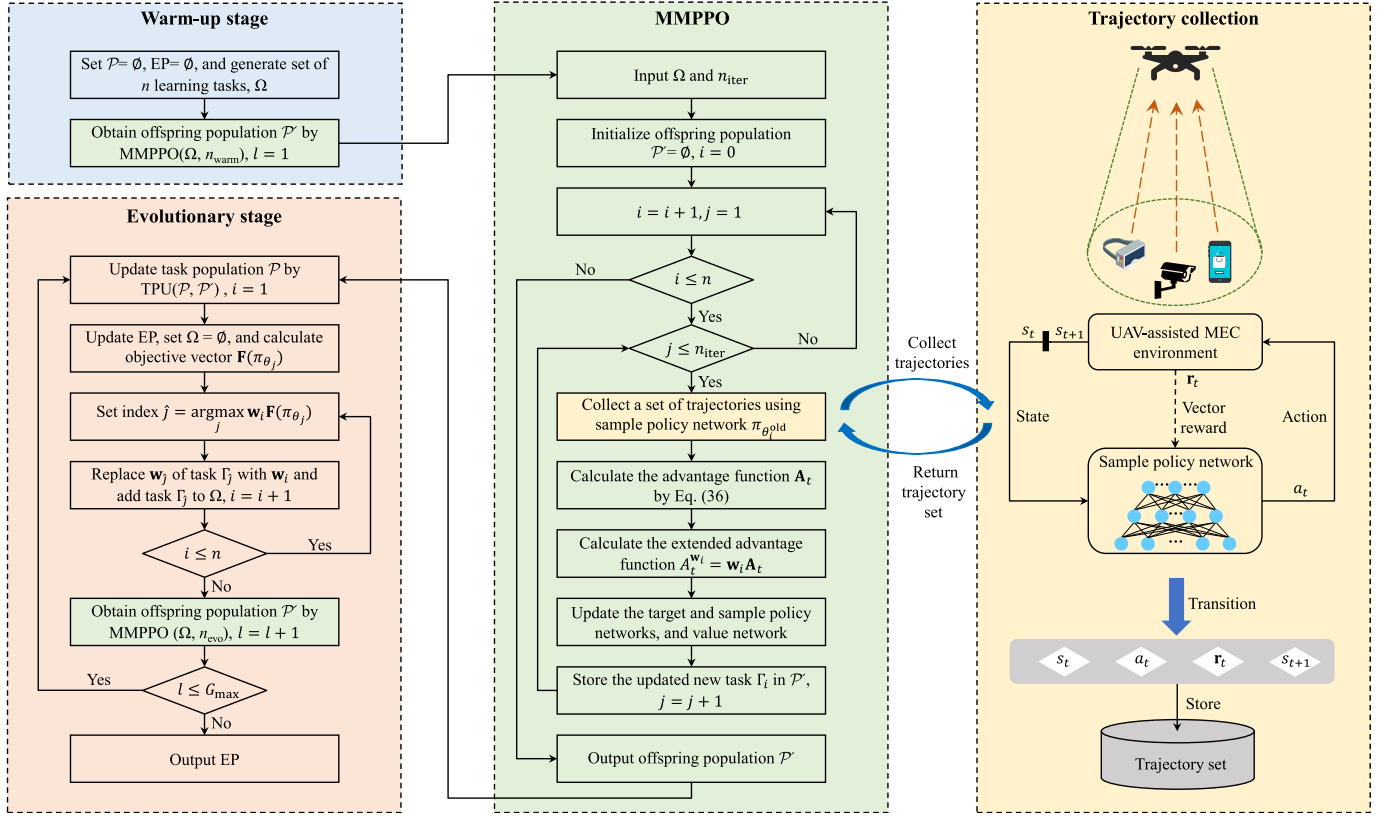 Warm-up stage
Set 𝒫= ∅, EP= ∅, and generate set of
n learning tasks, Ω
Obtain offspring population 𝒫′ by
MMPPO(Ω, n_warm), l = 1
Evolutionary stage
Update task population 𝒫 by
TPU(𝒫, 𝒫′) , i = 1
Update EP, set Ω = ∅, and calculate
objective vector F(π_θ_j)
Set index ĵ = argmax w_i F(π_θ_j)
j
Replace w_ĵ of task Γ_ĵ with w_i and
add task Γ_ĵ to Ω, i = i + 1
i ≤ n
Yes
No
Obtain offspring population 𝒫′ by
MMPPO (Ω, n_evo), l = l + 1
Yes
l ≤ G_max
No
Output EP
MMPPO
Input Ω and n_iter
Initialize offspring population
𝒫′= ∅, i = 0
i = i + 1, j = 1
No
i ≤ n
Yes
j ≤ n_iter
No
Yes
Collect a set of trajectories using
sample policy network π_θ_i^old
Calculate the advantage function A_t
by Eq. (36)
Calculate the extended advantage
function A_t^w_i = w_i A_t
Update the target and sample policy
networks, and value network
Store the updated new task Γ_i in 𝒫′,
j = j + 1
Output offspring population 𝒫′
Collect
trajectories
Return
trajectory
set
Trajectory collection
s_t
s_t+1
UAV-assisted MEC
environment
r_t
State
Vector
reward
Action
Sample policy network
a_t
Transition
s_t a_t r_t s_t+1
Store
Trajectory set